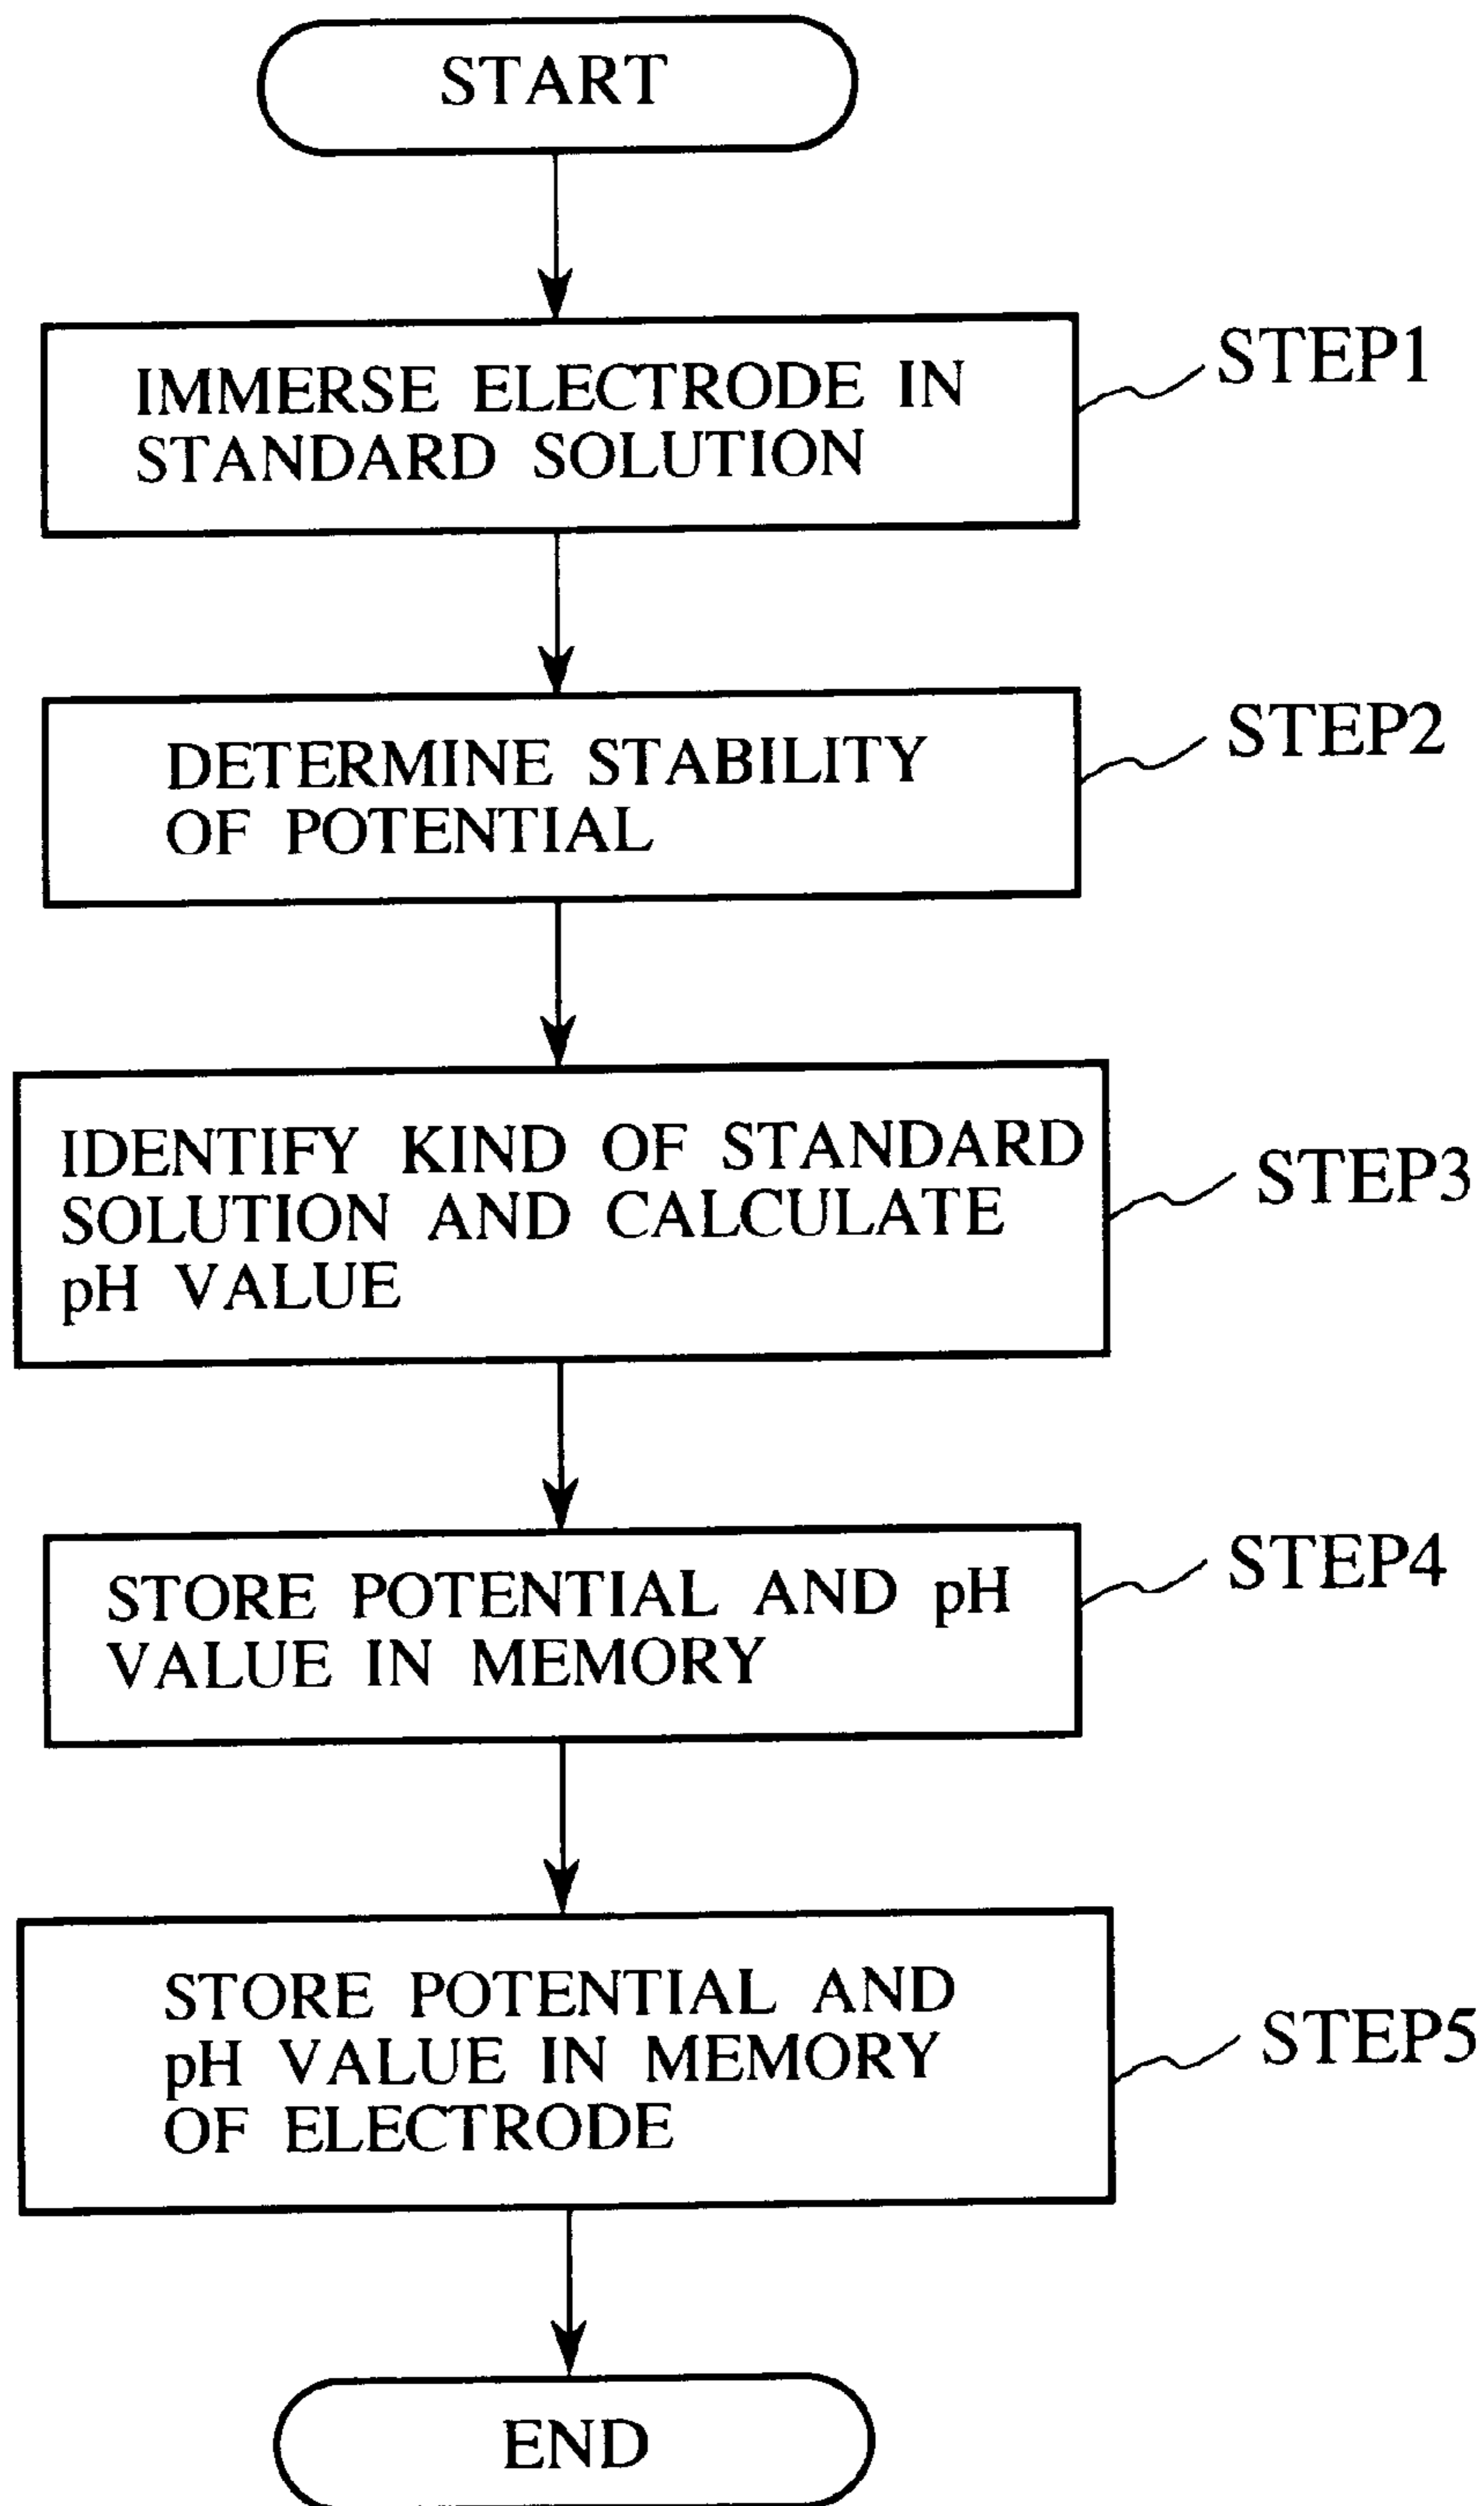 START
IMMERSE ELECTRODE IN
STANDARD SOLUTION
STEP1
DETERMINE STABILITY
OF POTENTIAL
STEP2
IDENTIFY KIND OF STANDARD
SOLUTION AND CALCULATE
pH VALUE
STEP3
STORE POTENTIAL AND pH
VALUE IN MEMORY
STEP4
STORE POTENTIAL AND
pH VALUE IN MEMORY
OF ELECTRODE
STEP5
END